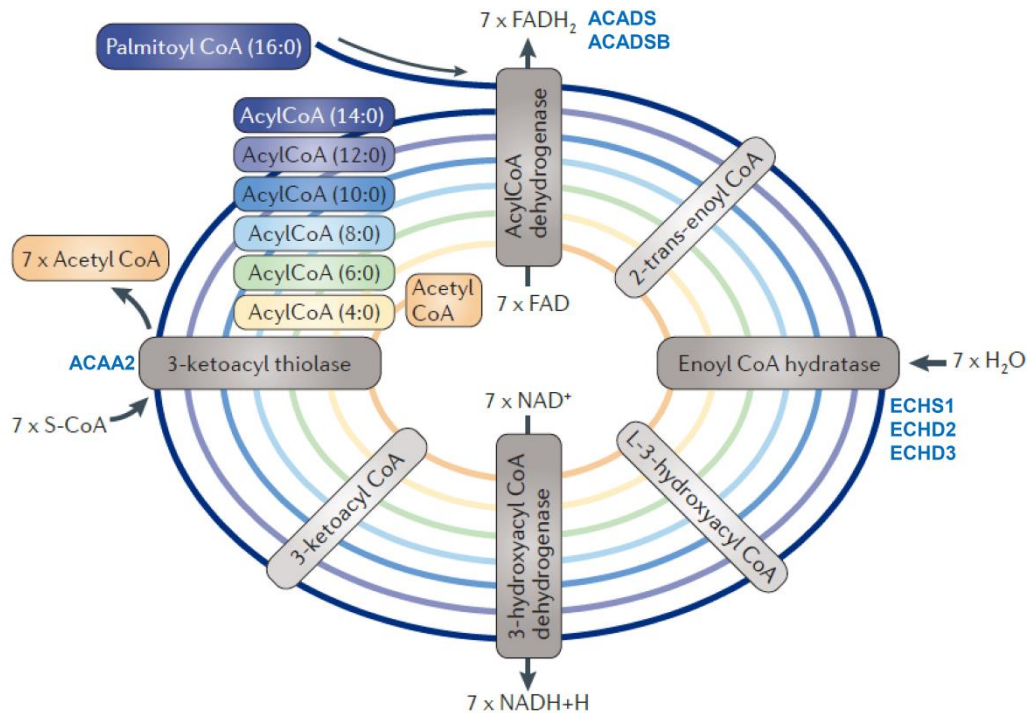 7 x FADH₂
ACADS
ACADSB
Palmitoyl CoA (16:0)
AcylCoA (14:0)
AcylCoA (12:0)
AcylCoA (10:0)
AcylCoA (8:0)
AcylCoA (6:0)
AcylCoA (4:0)
Acetyl
CoA
AcylCoA
dehydrogenase
7 x FAD
2-trans-enoyl CoA
7 x Acetyl CoA
ACAA2
3-ketoacyl thiolase
7 x S-CoA
Enoyl CoA hydratase
7 x H₂O
ECHS1
ECHD2
ECHD3
7 x NAD⁺
3-ketoacyl CoA
3-hydroxyacyl CoA
dehydrogenase
L-3-hydroxyacyl CoA
7 x NADH+H